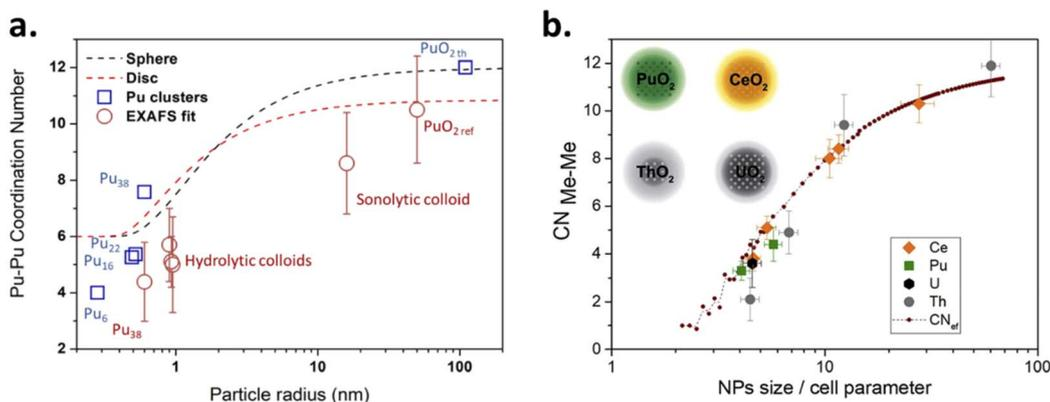 a.
Pu-Pu Coordination Number
12
10
8
6
4
2
Sphere
Disc
Pu clusters
EXAFS fit
PuO2 th
PuO2 ref
Pu38
Sonolytic colloid
Pu22
Pu16
Hydrolytic colloids
Pu6
Pu38
1
10
100
Particle radius (nm)
b.
CN Me-Me
12
10
8
6
4
2
0
PuO2
CeO2
ThO2
UO2
Ce
Pu
U
Th
CNef
1
10
100
NPs size / cell parameter